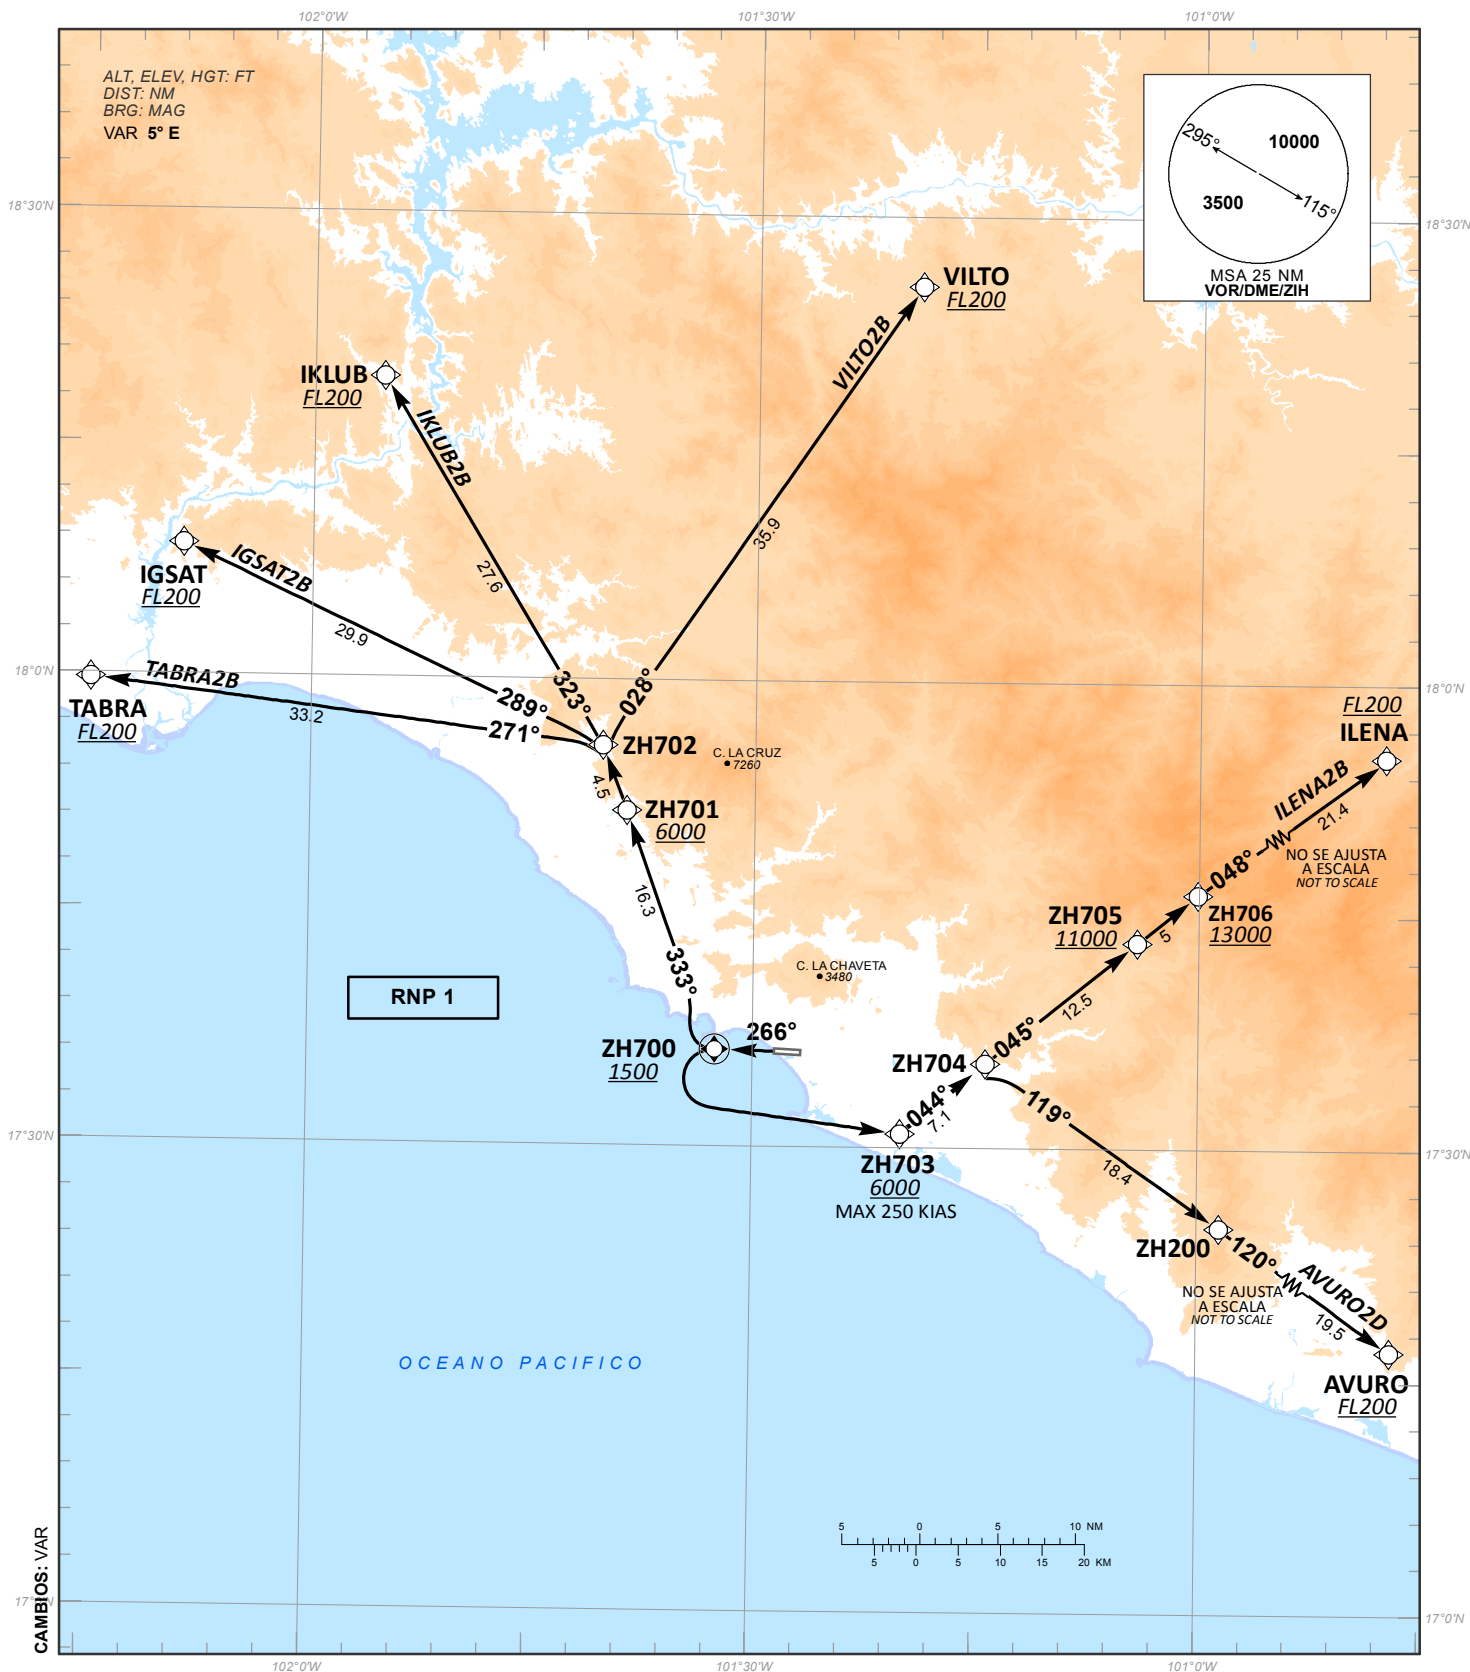 102°0'W
101°30'W
101°0'W
ALT, ELEV, HGT: FT
DIST: NM
BRG: MAG
VAR 5° E
295°
10000
3500
115°
MSA 25 NM
VOR/DME/ZIH
18°30'N
18°30'N
VILTO
FL200
VILTO2B
35.9
IKLUB
FL200
IKLUB2B
27.6
IGSAT
FL200
IGSAT2B
29.9
18°0'N
18°0'N
TABRA
FL200
TABRA2B
33.2
289°
271°
323°
028°
ZH702
C. LA CRUZ
7260
4.5
ZH701
6000
16.3
333°
FL200
ILENA
ILENA2B
21.4
NO SE AJUSTA
A ESCALA
NOT TO SCALE
048°
ZH705
11000
5
ZH706
13000
C. LA CHAVETA
3480
12.5
RNP 1
ZH700
1500
266°
ZH704
045°
044°
7.1
119°
17°30'N
17°30'N
ZH703
6000
MAX 250 KIAS
18.4
ZH200
120°
NO SE AJUSTA
A ESCALA
NOT TO SCALE
AVURO2D
19.5
AVURO
FL200
OCEANO PACIFICO
5 0 5 10 NM
5 0 5 10 15 20 KM
CAMBIOS: VAR
17°0'N
17°0'N
102°0'W
101°30'W
101°0'W